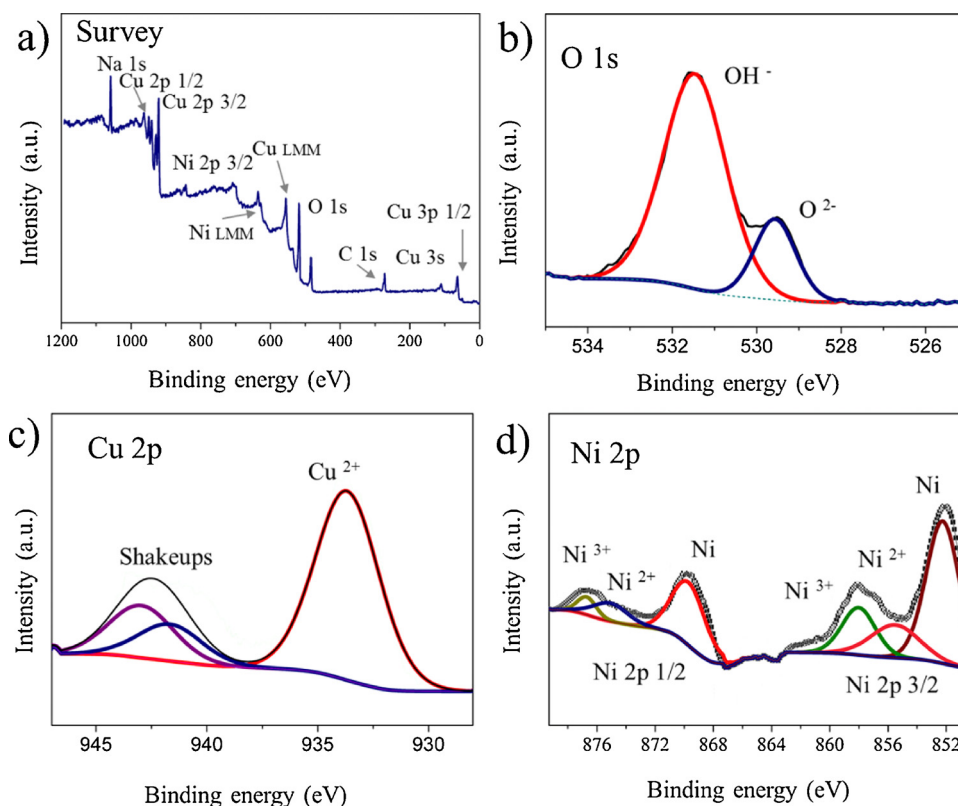 a) Survey
Na 1s
Cu 2p 1/2
Cu 2p 3/2
Ni 2p 3/2
Cu LMM
Ni LMM
O 1s
C 1s
Cu 3s
Cu 3p 1/2
Intensity (a.u.)
1200 1000 800 600 400 200 0
Binding energy (eV)
b)
O 1s
OH -
O 2-
Intensity (a.u.)
534 532 530 528 526
Binding energy (eV)
c)
Cu 2p
Cu 2+
Shakeups
Intensity (a.u.)
945 940 935 930
Binding energy (eV)
d)
Ni 2p
Ni
Ni 3+
Ni 2+
Ni
Ni 3+
Ni 2+
Ni 2p 1/2
Ni 2p 3/2
Intensity (a.u.)
876 872 868 864 860 856 852
Binding energy (eV)